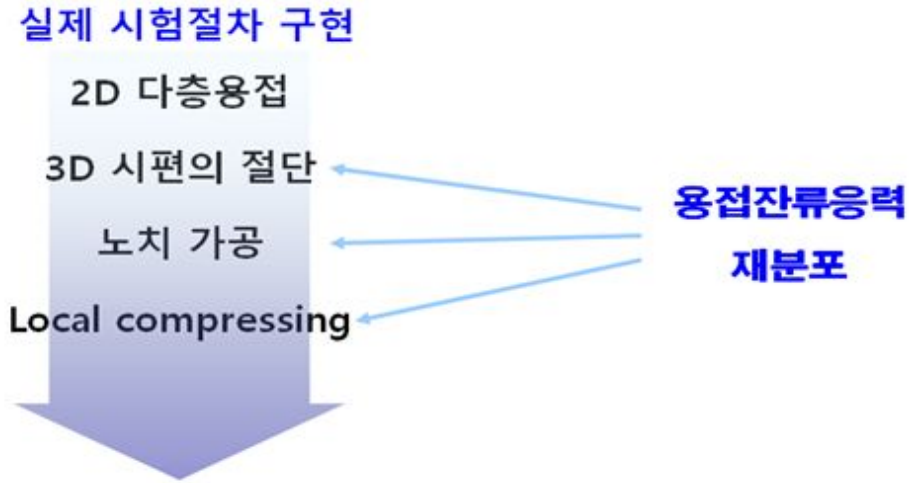 실제 시험절차 구현
2D 다층용접
3D 시편의 절단
노치 가공
Local compressing
용접잔류응력
재분포